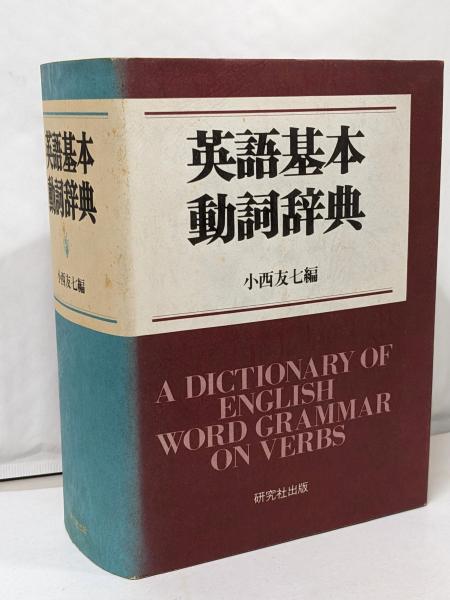 英語基本
動詞辞典
小西友七編
A DICTIONARY OF
ENGLISH
WORD GRAMMAR
ON VERBS
研究社出版
英語基本
動詞辞典
小西友七編